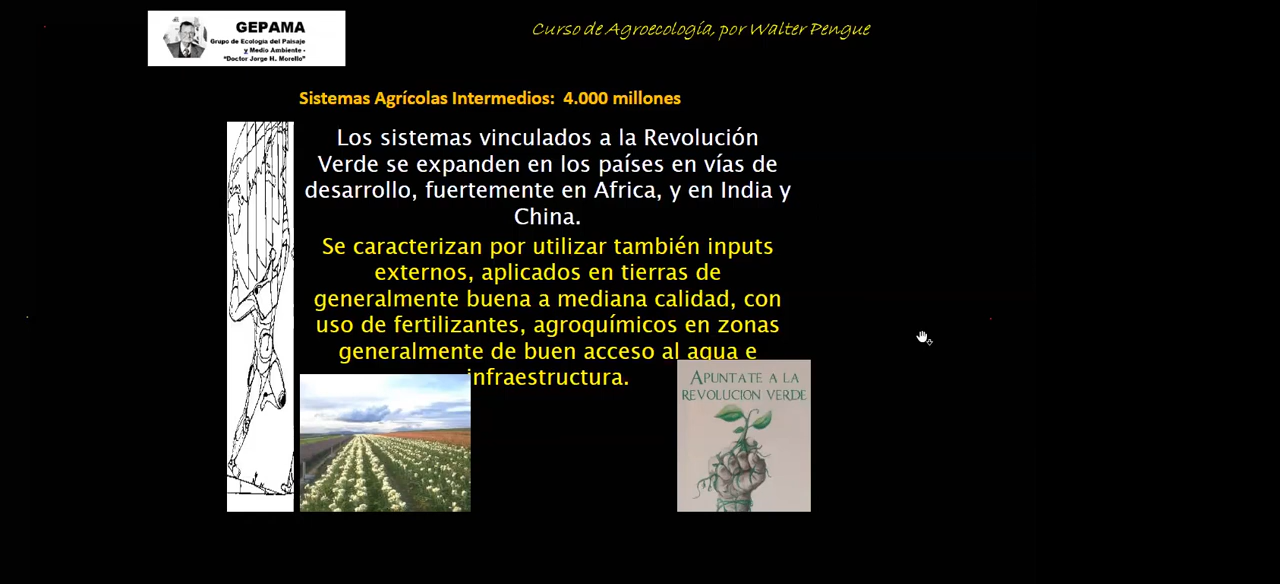 GEPAMA
Grupo de Ecología del Paisaje
y Medio Ambiente -
"Doctor Jorge H. Morello"
Curso de Agroecología, por Walter Pengue
Sistemas Agrícolas Intermedios: 4.000 millones
Los sistemas vinculados a la Revolución
Verde se expanden en los países en vías de
desarrollo, fuertemente en Africa, y en India y
China.
Se caracterizan por utilizar también inputs
externos, aplicados en tierras de
generalmente buena a mediana calidad, con
uso de fertilizantes, agroquímicos en zonas
generalmente de buen acceso al agua e
infraestructura.
APUNTATE A LA
REVOLUCION VERDE